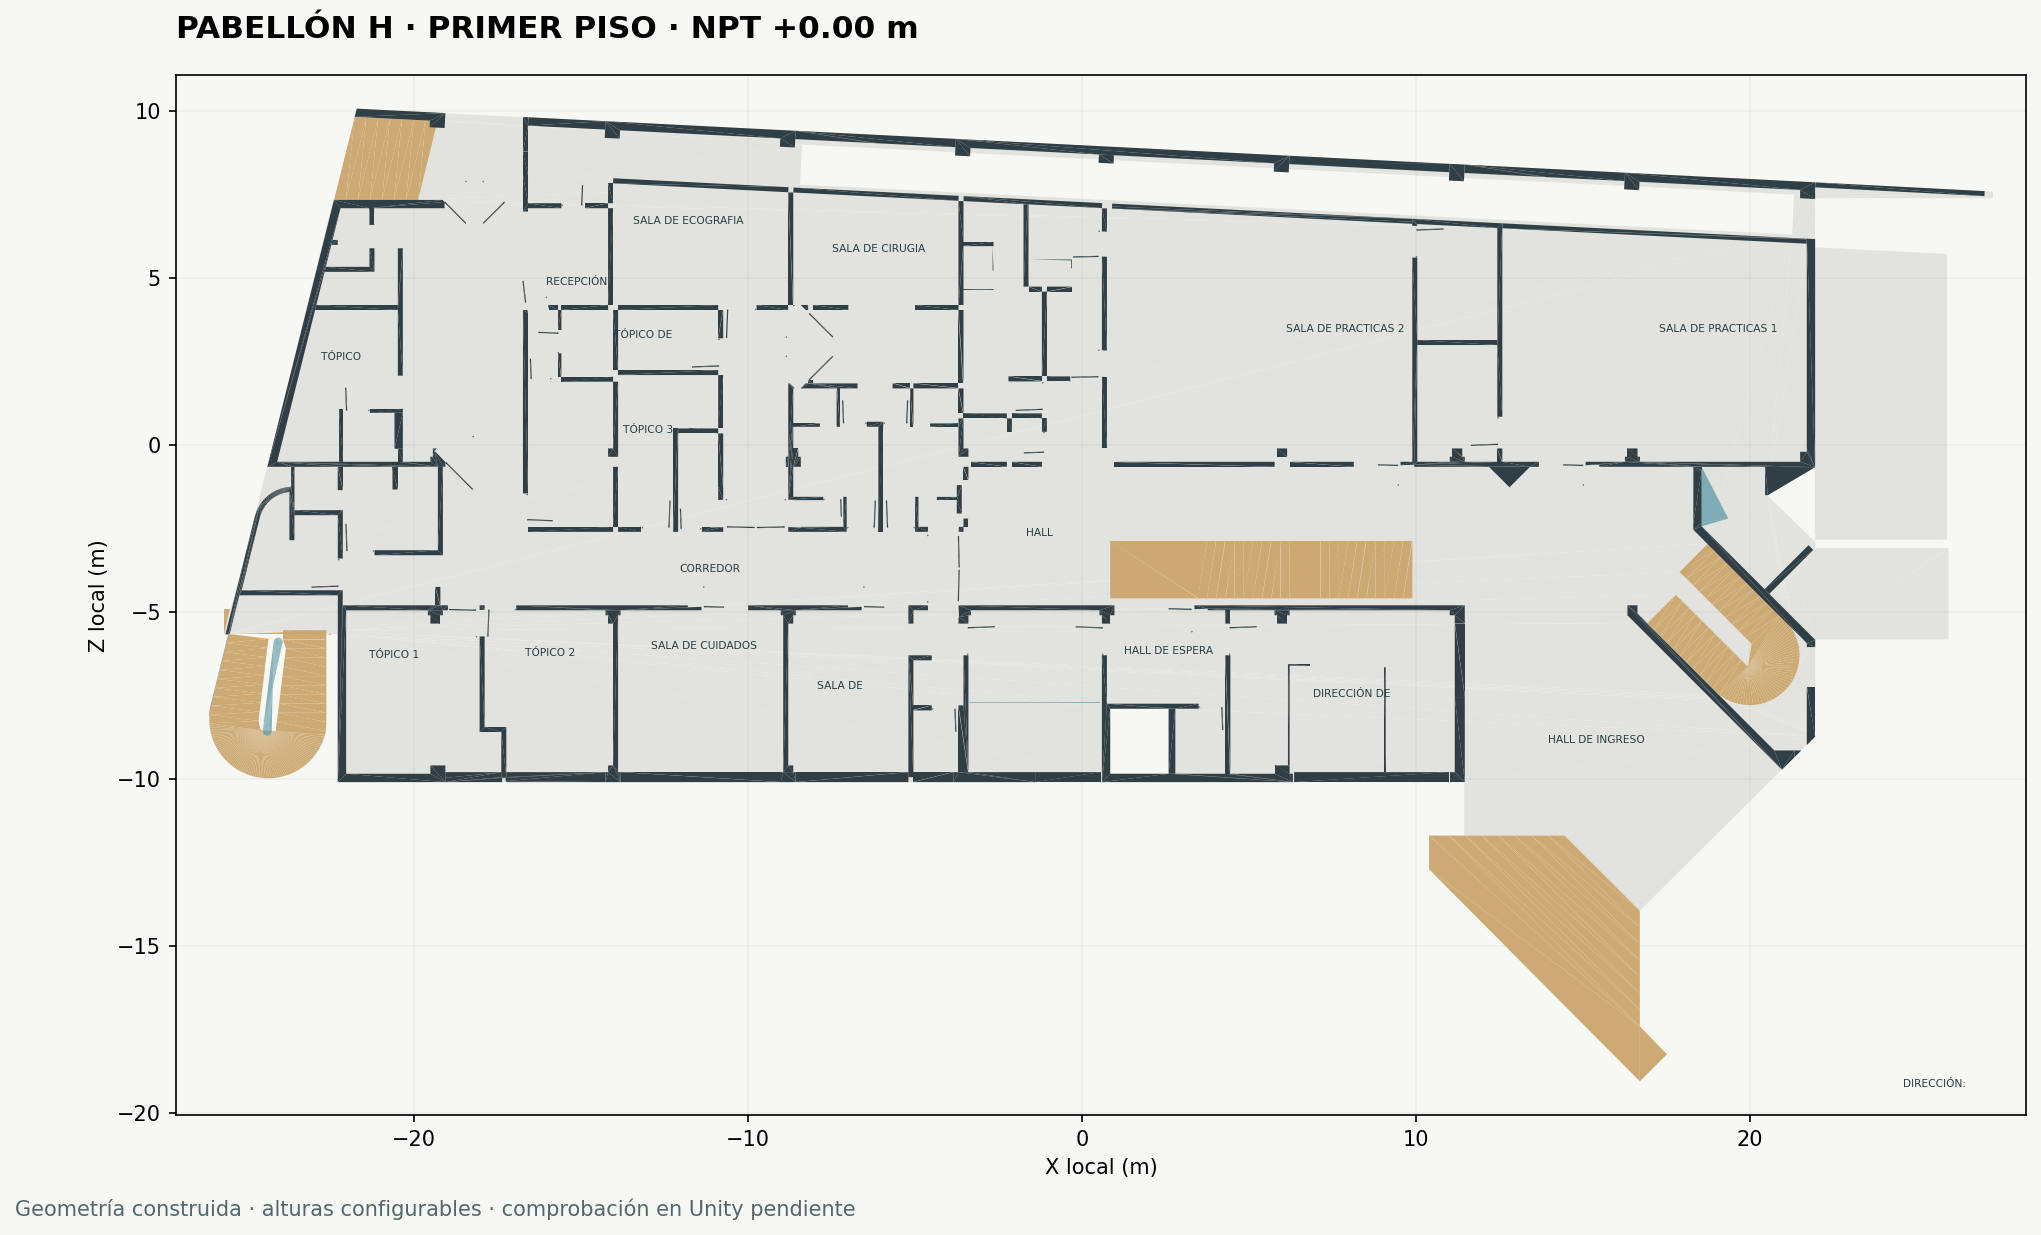 PABELLÓN H · PRIMER PISO · NPT +0.00 m
10
5
0
−5
−10
−15
−20
Z local (m)
SALA DE ECOGRAFIA
SALA DE CIRUGIA
RECEPCIÓN
TÓPICO DE
SALA DE PRACTICAS 2
SALA DE PRACTICAS 1
TÓPICO
TÓPICO 3
HALL
CORREDOR
TÓPICO 1
TÓPICO 2
SALA DE CUIDADOS
HALL DE ESPERA
SALA DE
DIRECCIÓN DE
HALL DE INGRESO
DIRECCIÓN:
−20
−10
0
10
20
X local (m)
Geometría construida · alturas configurables · comprobación en Unity pendiente